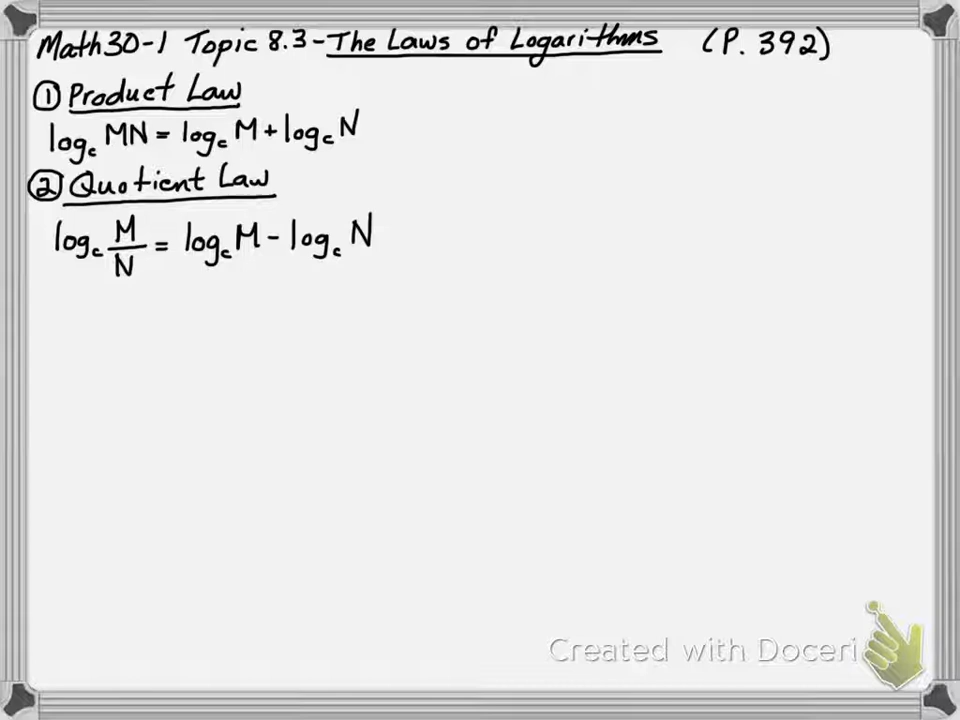 Math30-1 Topic 8.3-The Laws of Logarithms (P. 392)
① Product Law
log_c MN = log_c M + log_c N
② Quotient Law
log_c M/N = log_c M - log_c N
Created with Doceri